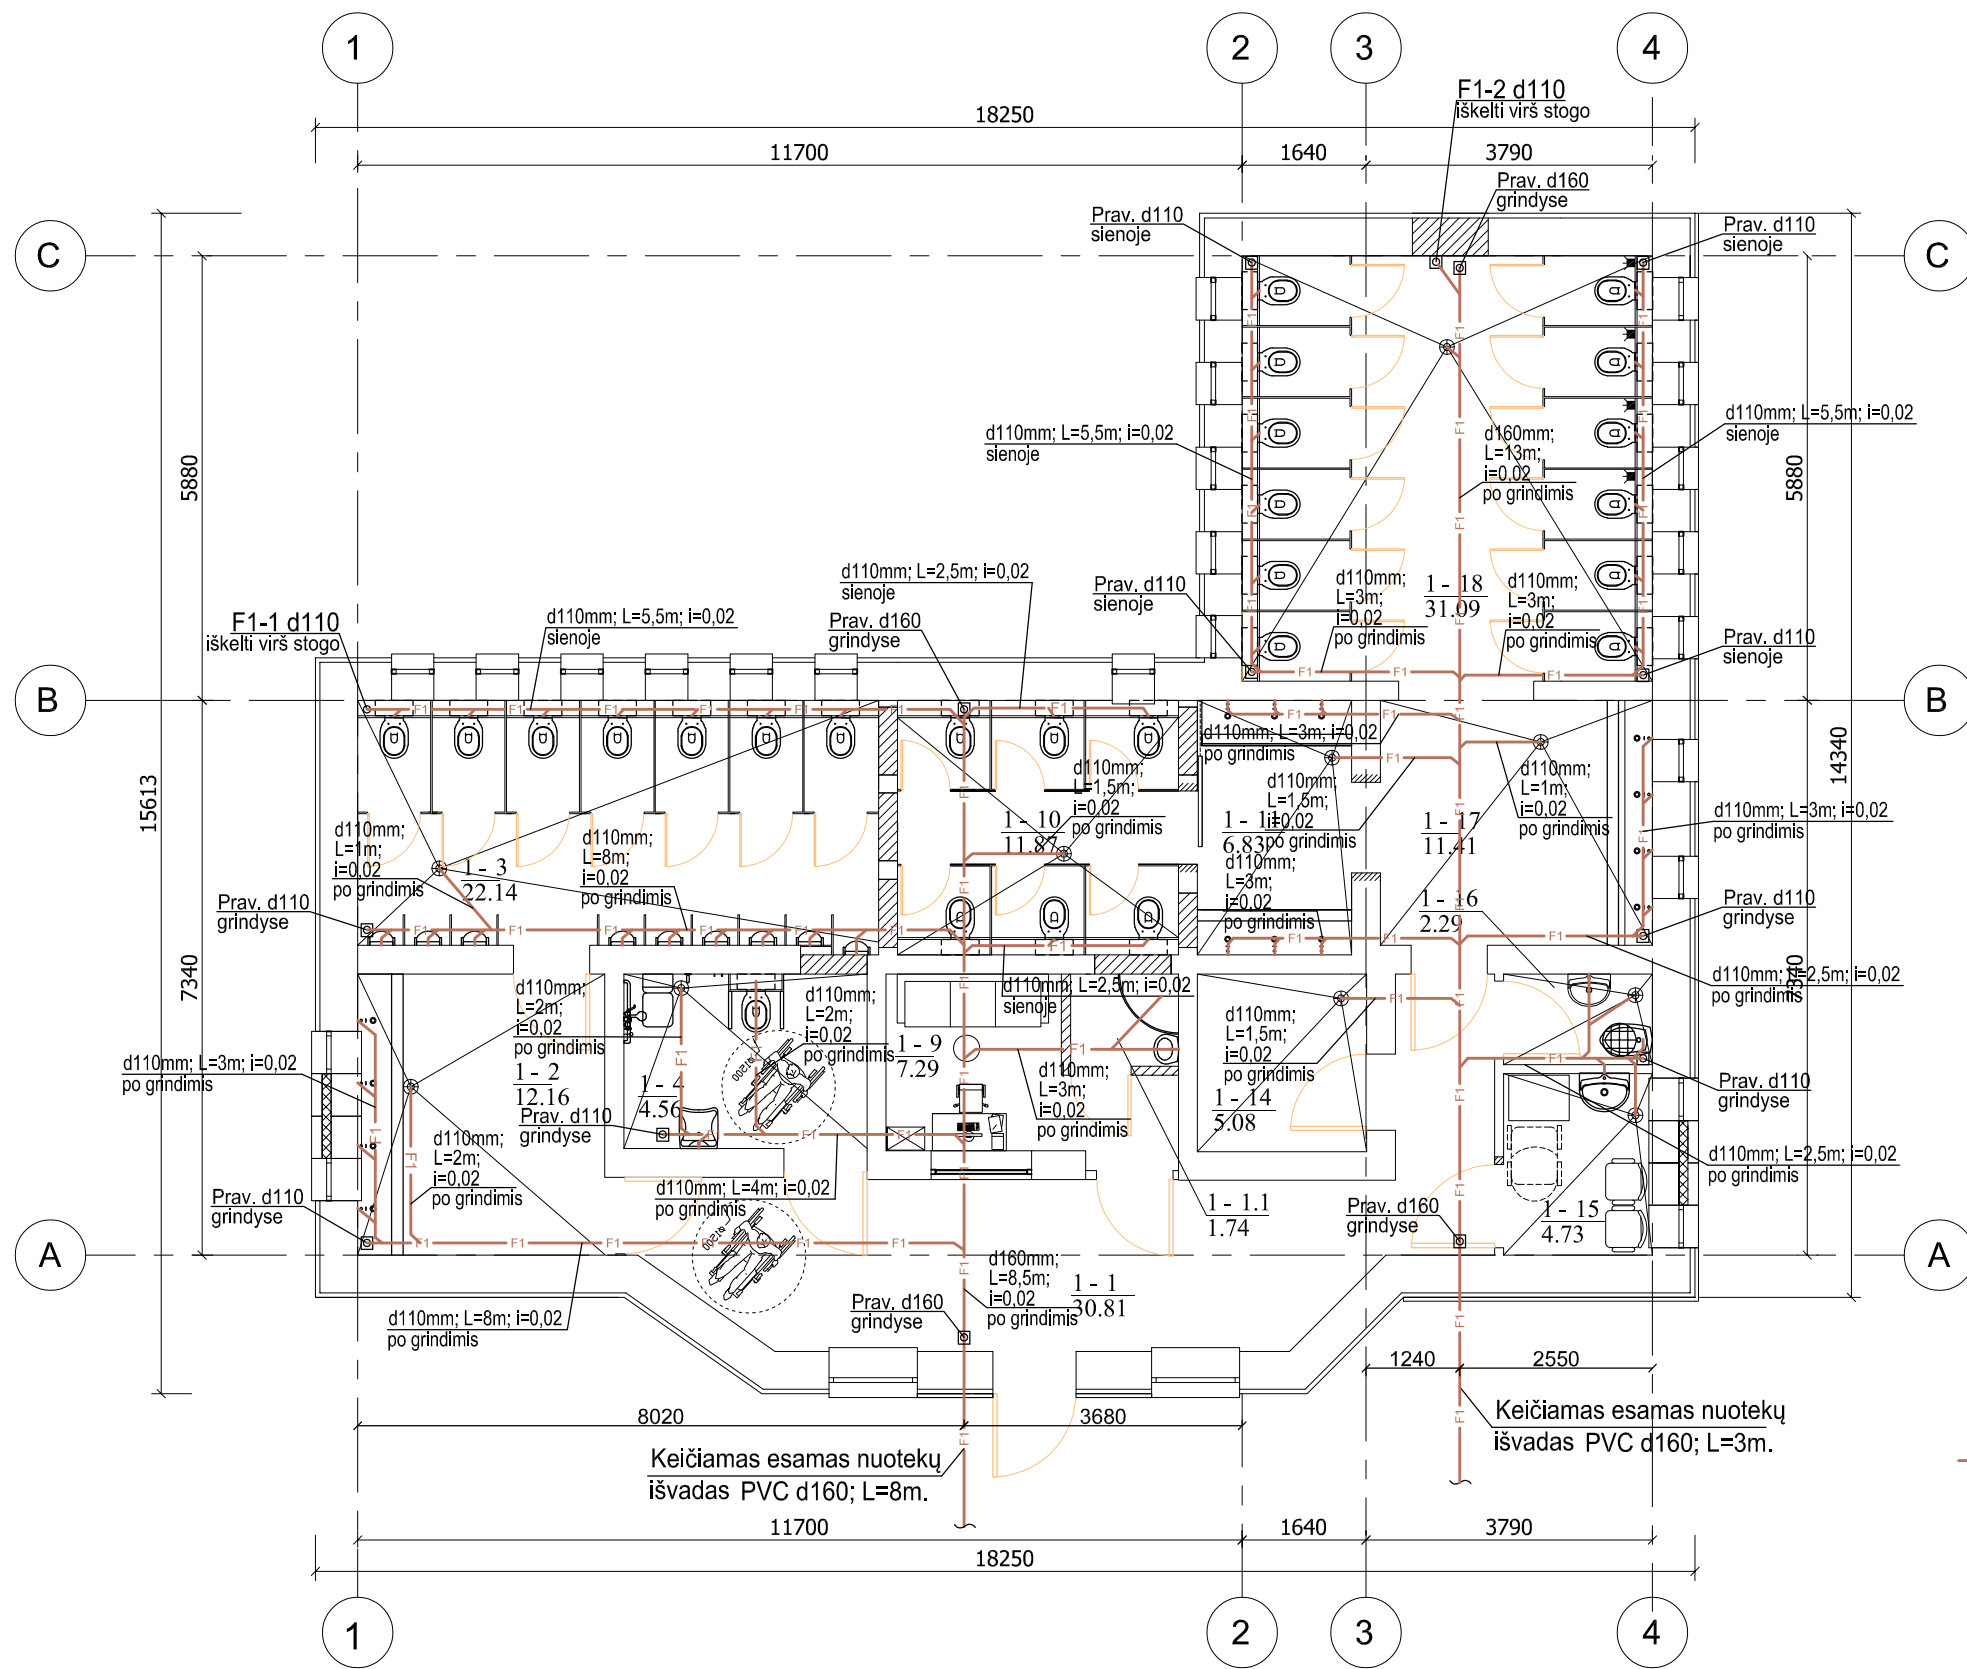 1
2
3
4
F1-2 d110
iškelti virš stogo
18250
11700
1640
3790
Prav. d160
grindyse
Prav. d110
sienoje
Prav. d110
sienoje
C
C
5880
5880
d110mm; L=5,5m; i=0,02
sienoje
d110mm; L=5,5m; i=0,02
sienoje
d160mm;
L=13m;
i=0,02
po grindimis
d110mm; L=2,5m; i=0,02
sienoje
Prav. d160
grindyse
Prav. d110
sienoje
d110mm;
L=3m;
i=0,02
po grindimis
1 - 18
31.09
d110mm;
L=3m;
i=0,02
po grindimis
F1-1 d110
iškelti virš stogo
d110mm; L=5,5m; i=0,02
sienoje
Prav. d110
sienoje
B
B
15613
14340
d110mm; L=3m; i=0,02
po grindimis
d110mm;
L=1,5m;
i=0,02
po grindimis
d110mm;
L=1,5m;
i=0,02
po grindimis
d110mm;
L=1m;
i=0,02
po grindimis
1 - 10
11.87
1 - 11
6.83
1 - 17
11.41
d110mm; L=3m; i=0,02
po grindimis
d110mm;
L=1m;
i=0,02
po grindimis
1 - 3
22.14
d110mm;
L=8m;
i=0,02
po grindimis
d110mm;
L=3m;
i=0,02
po grindimis
1 - 16
2.29
Prav. d110
grindyse
Prav. d110
grindyse
7340
7340
d110mm; L=2,5m; i=0,02
po grindimis
d110mm; L=2,5m; i=0,02
sienoje
d110mm;
L=2m;
i=0,02
po grindimis
d110mm;
L=2m;
i=0,02
po grindimis
d110mm;
L=1,5m;
i=0,02
po grindimis
1 - 9
7.29
d110mm; L=3m; i=0,02
po grindimis
1 - 2
12.16
1 - 4
4.56
ø1500
d110mm;
L=3m;
i=0,02
po grindimis
1 - 14
5.08
Prav. d110
grindyse
Prav. d110
grindyse
d110mm;
L=2m;
i=0,02
po grindimis
d110mm; L=2,5m; i=0,02
po grindimis
Prav. d110
grindyse
d110mm; L=4m; i=0,02
po grindimis
1 - 1.1
1.74
Prav. d160
grindyse
1 - 15
4.73
ø1500
A
A
d160mm;
L=8,5m;
i=0,02
po grindimis
1 - 1
30.81
Prav. d160
grindyse
d110mm; L=8m; i=0,02
po grindimis
1240
2550
8020
3680
Keičiamas esamas nuotekų
išvadas PVC d160; L=3m.
Keičiamas esamas nuotekų
išvadas PVC d160; L=8m.
11700
1640
3790
18250
1
2
3
4